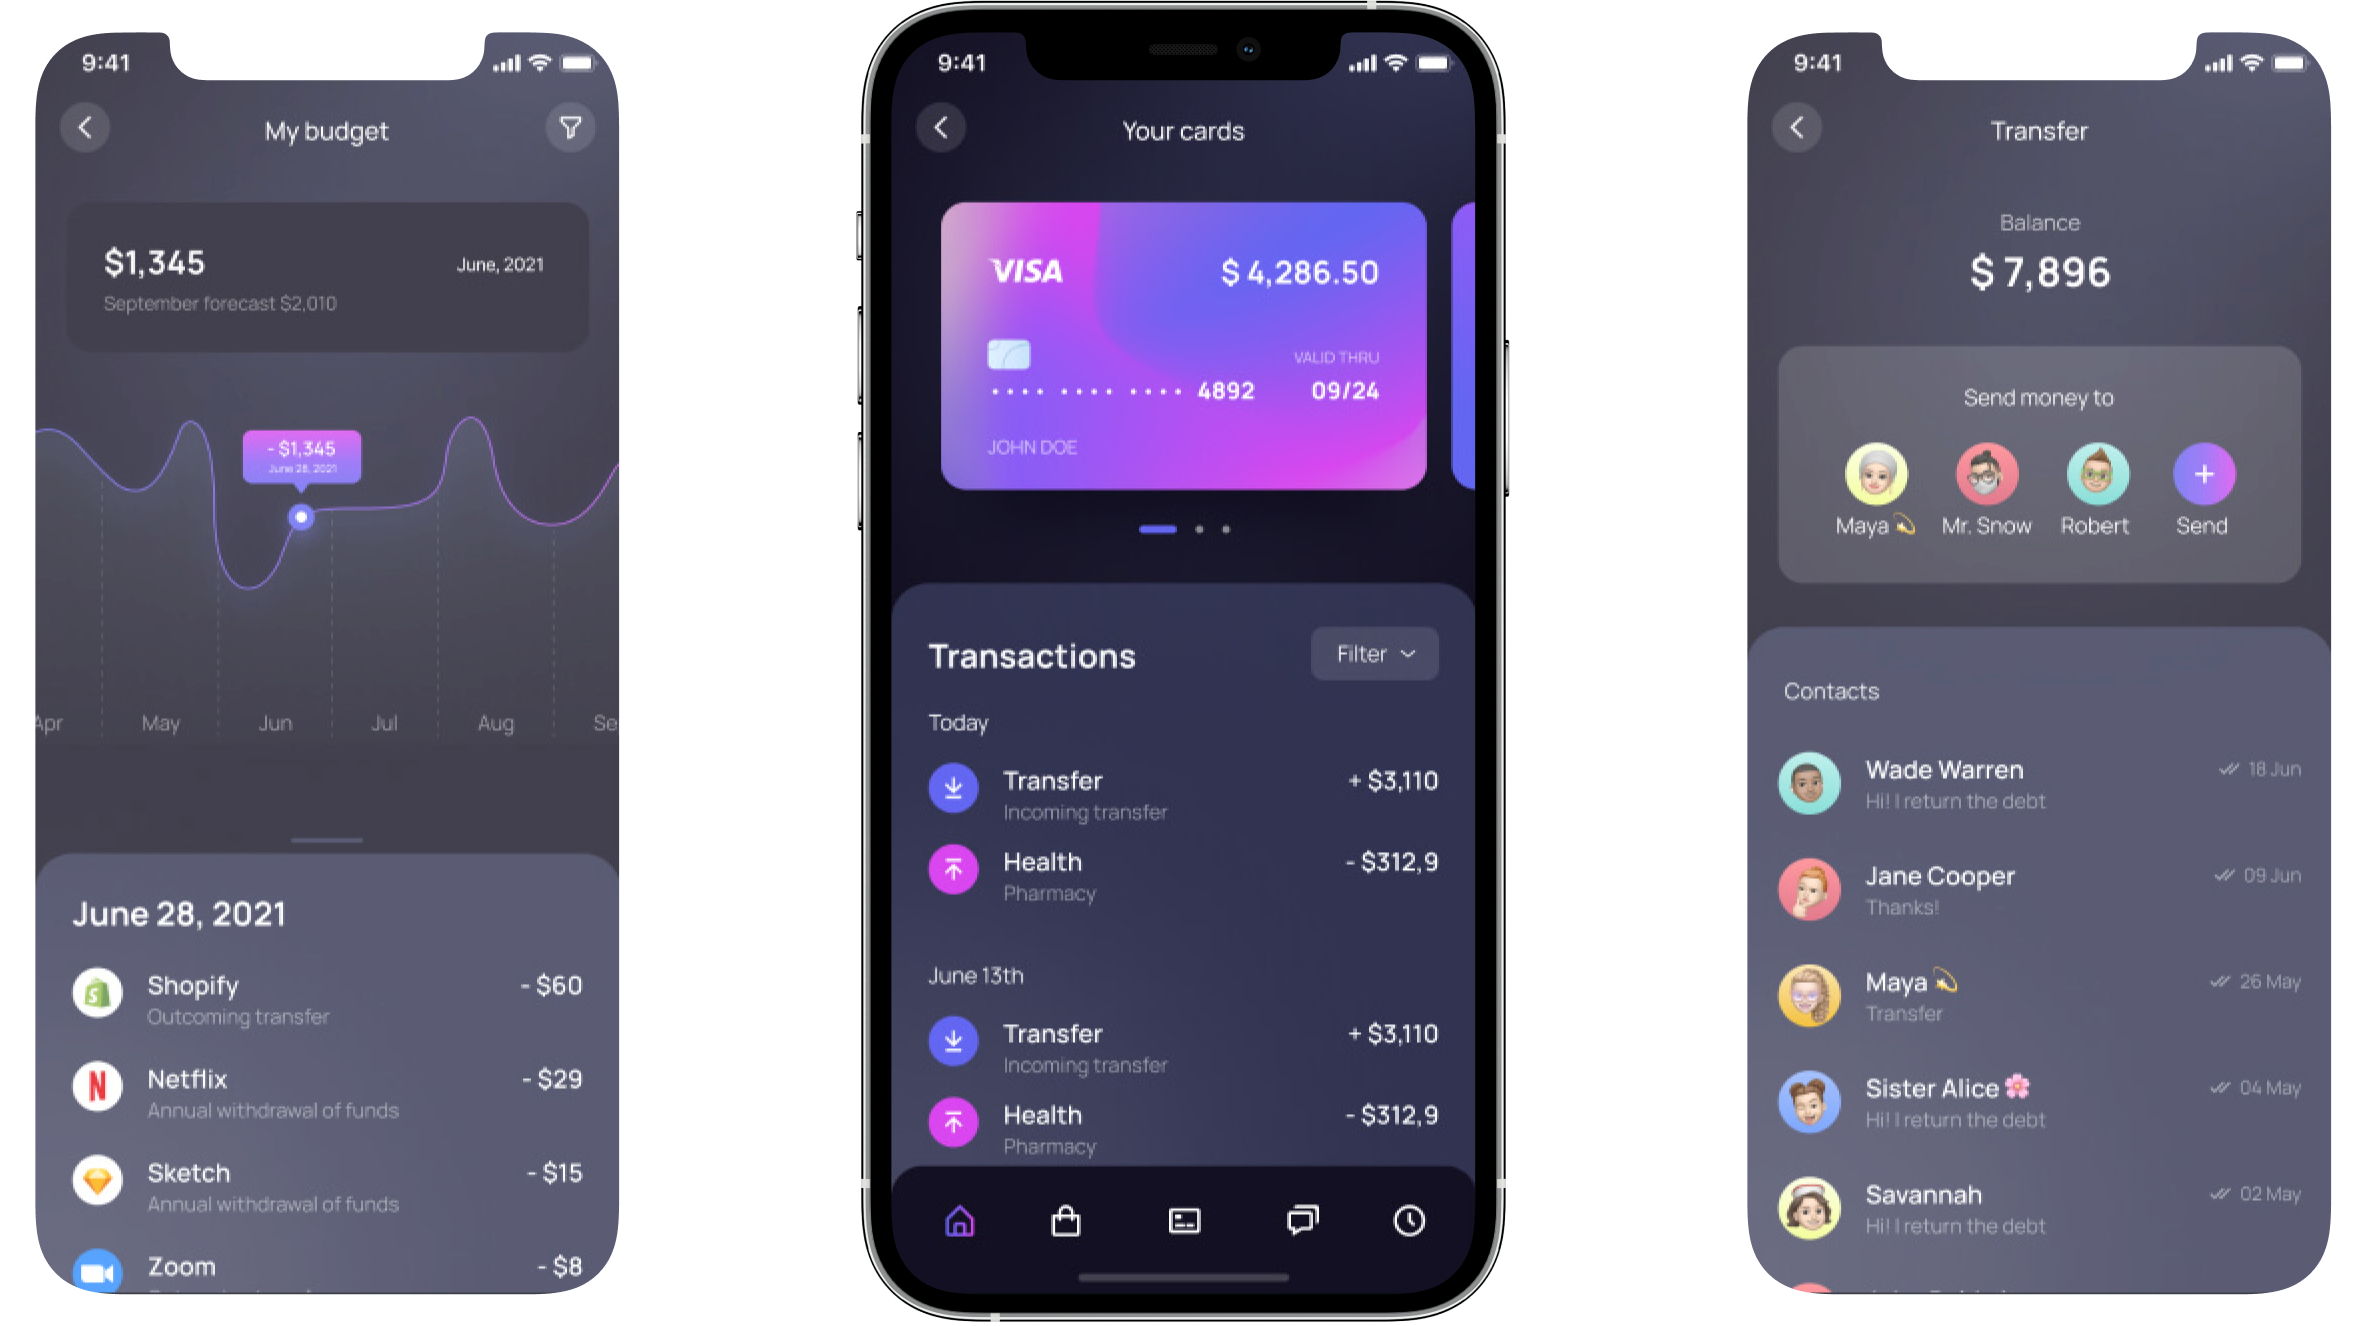 9:41
My budget
$1,345
June, 2021
September forecast $2,010
- $1,345
June 28, 2021
Apr May Jun Jul Aug Se
June 28, 2021
Shopify - $60
Outcoming transfer
Netflix - $29
Annual withdrawal of funds
Sketch - $15
Annual withdrawal of funds
Zoom - $8
9:41
Your cards
VISA $ 4,286.50
VALID THRU
4892 09/24
JOHN DOE
Transactions Filter
Today
Transfer + $3,110
Incoming transfer
Health - $312,9
Pharmacy
June 13th
Transfer + $3,110
Incoming transfer
Health - $312,9
Pharmacy
9:41
Transfer
Balance
$ 7,896
Send money to
Maya 💫 Mr. Snow Robert Send
Contacts
Wade Warren 18 Jun
Hi! I return the debt
Jane Cooper 09 Jun
Thanks!
Maya 💫 26 May
Transfer
Sister Alice 🌸 04 May
Hi! I return the debt
Savannah 02 May
Hi! I return the debt